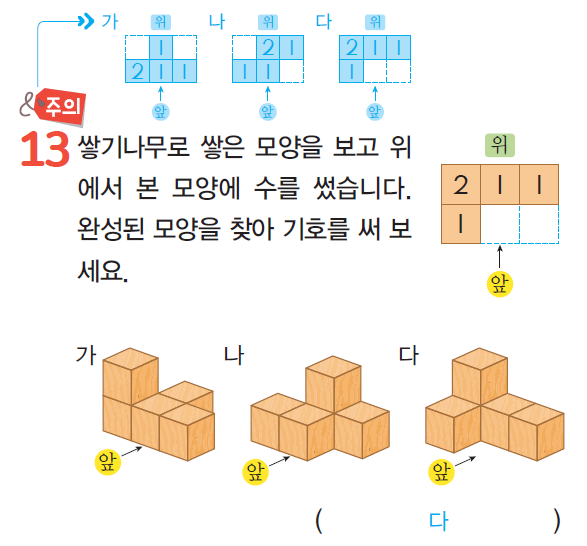 가 위 나 위 다 위
1 2 1 2 1 1
2 1 1 1 1 1
앞 앞 앞
&주의
13 쌓기나무로 쌓은 모양을 보고 위
에서 본 모양에 수를 썼습니다.
완성된 모양을 찾아 기호를 써 보
세요.
위
2 1 1
1
앞
가 나 다
앞 앞 앞
( 다 )